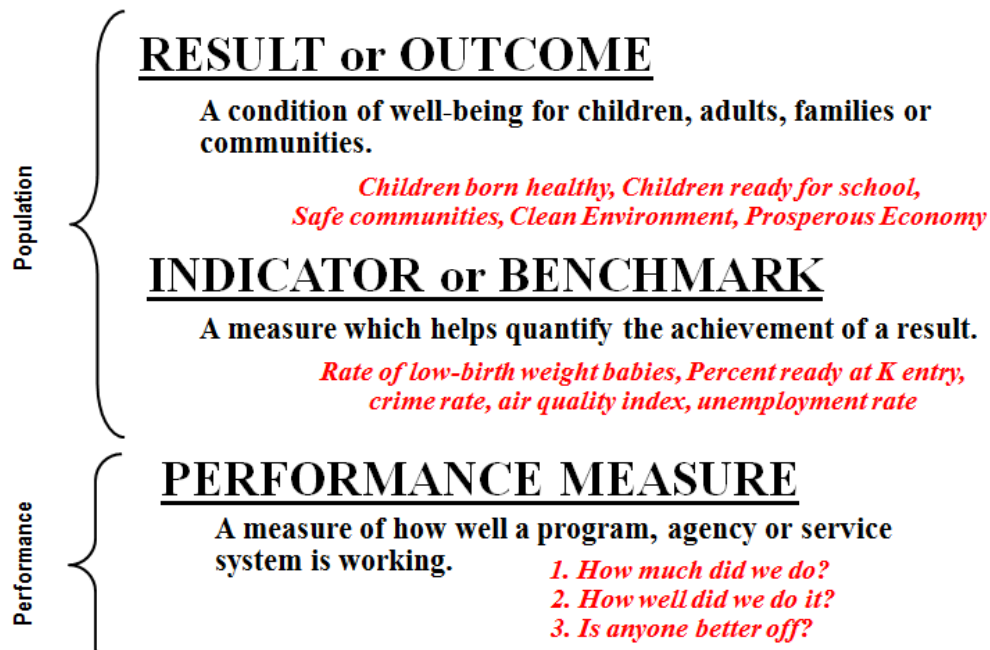 Population
RESULT or OUTCOME
A condition of well-being for children, adults, families or
communities.
Children born healthy, Children ready for school,
Safe communities, Clean Environment, Prosperous Economy
INDICATOR or BENCHMARK
A measure which helps quantify the achievement of a result.
Rate of low-birth weight babies, Percent ready at K entry,
crime rate, air quality index, unemployment rate
Performance
PERFORMANCE MEASURE
A measure of how well a program, agency or service
system is working.
1. How much did we do?
2. How well did we do it?
3. Is anyone better off?